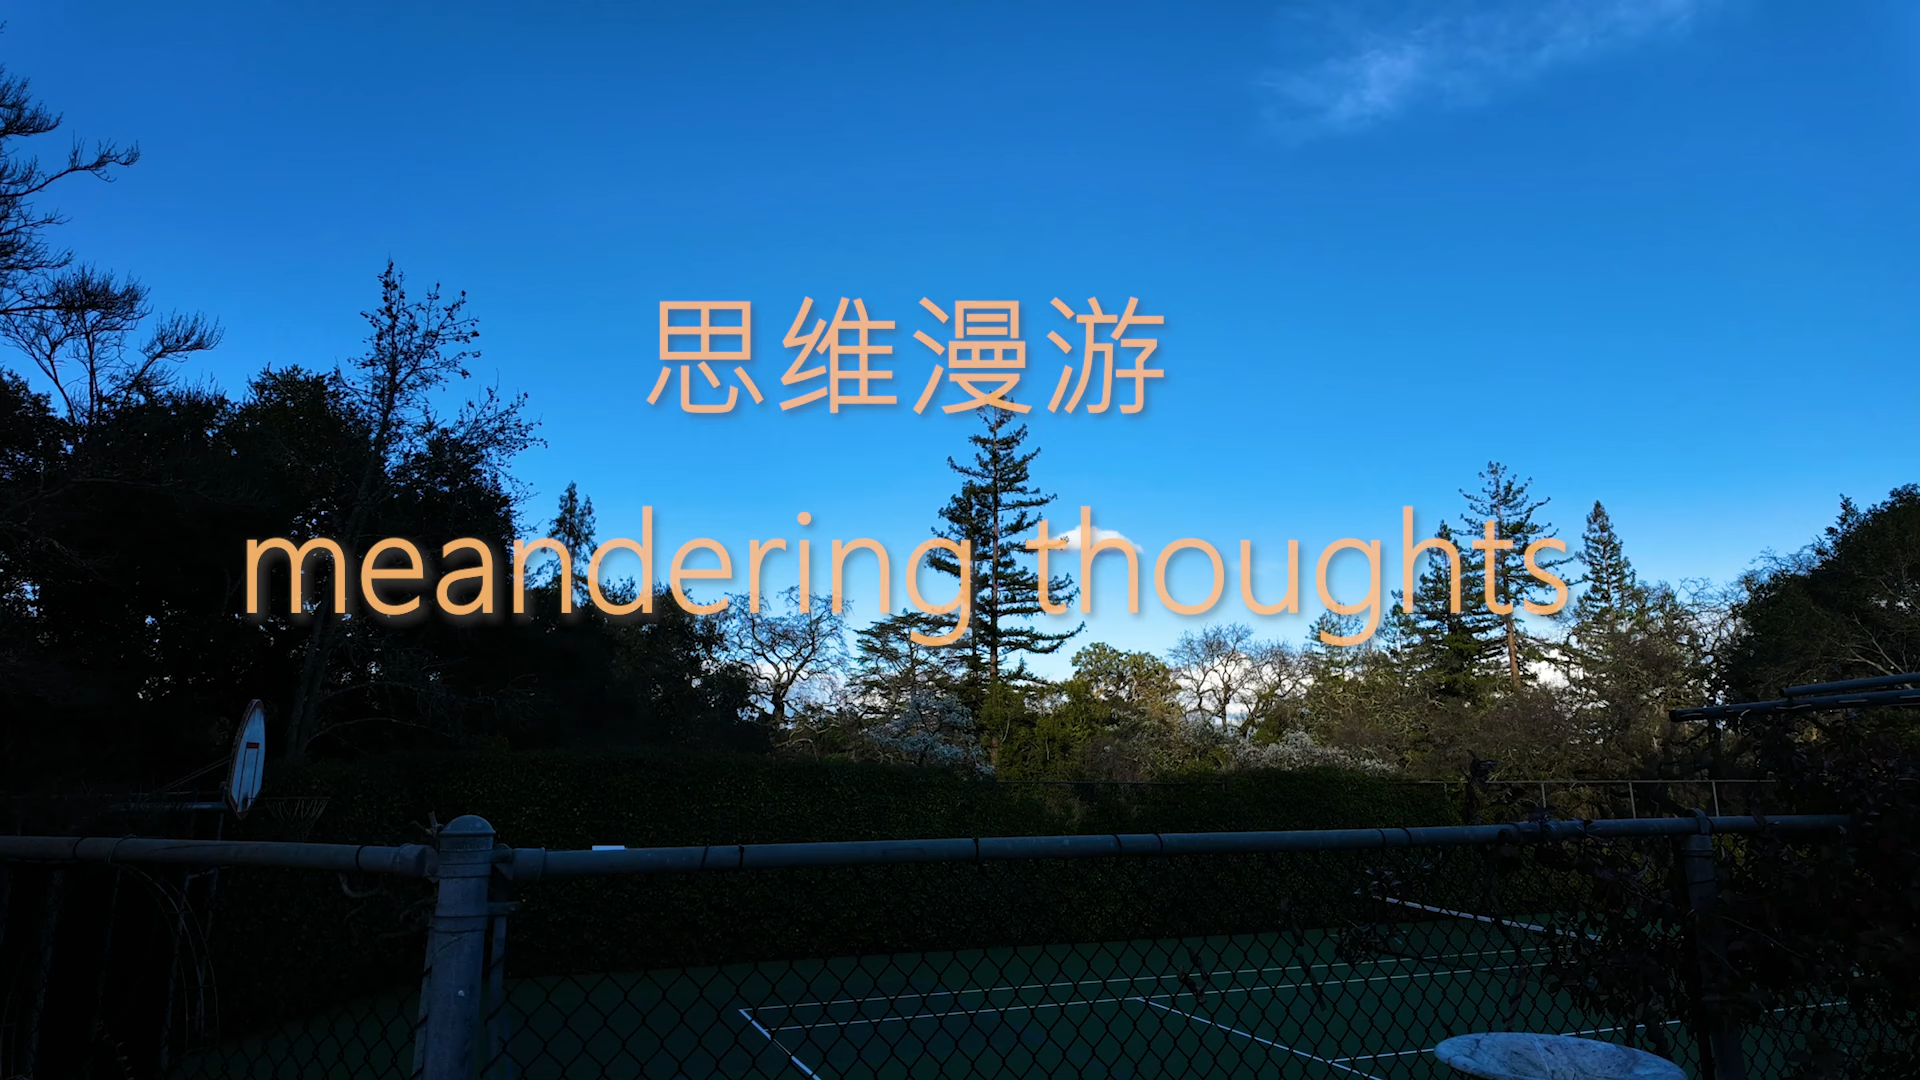 思维漫游
meandering thoughts